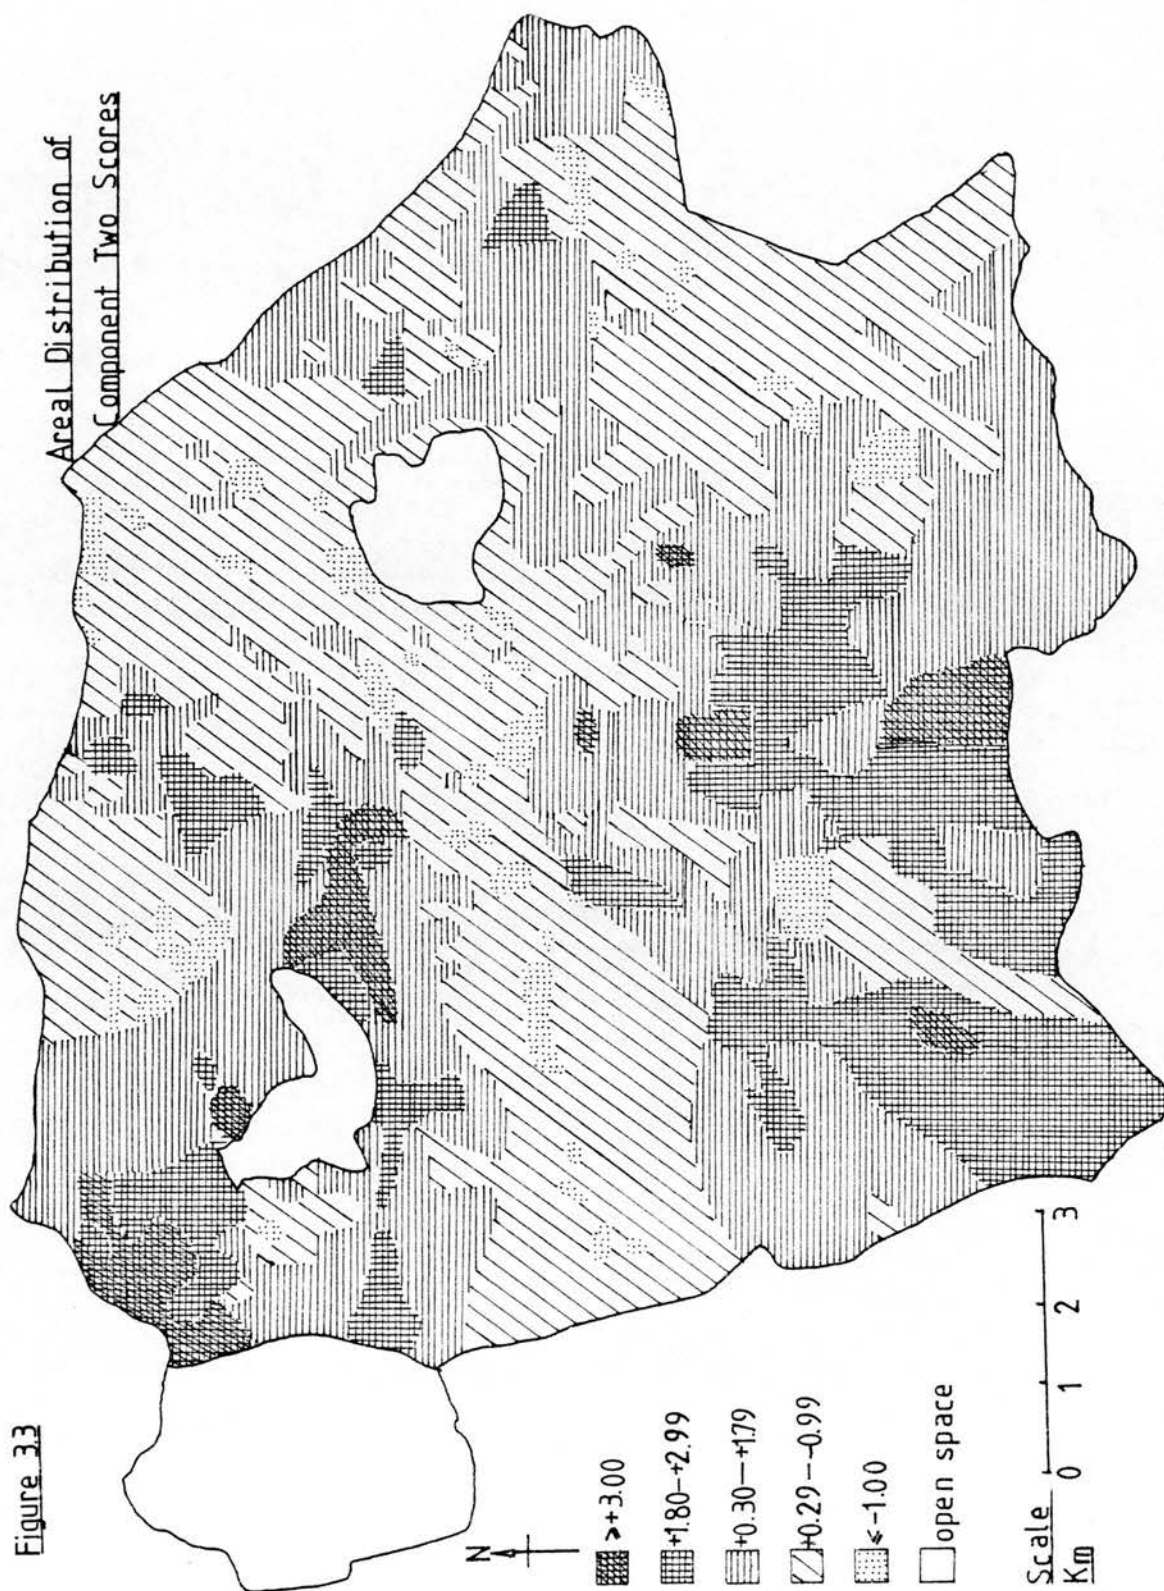 Figure 3.3
Areal Distribution of
Component Two Scores
N
⩾+3.00
+1.80–+2.99
+0.30—+1.79
+0.29—-0.99
⩽-1.00
open space
Scale
Km
0 1 2 3